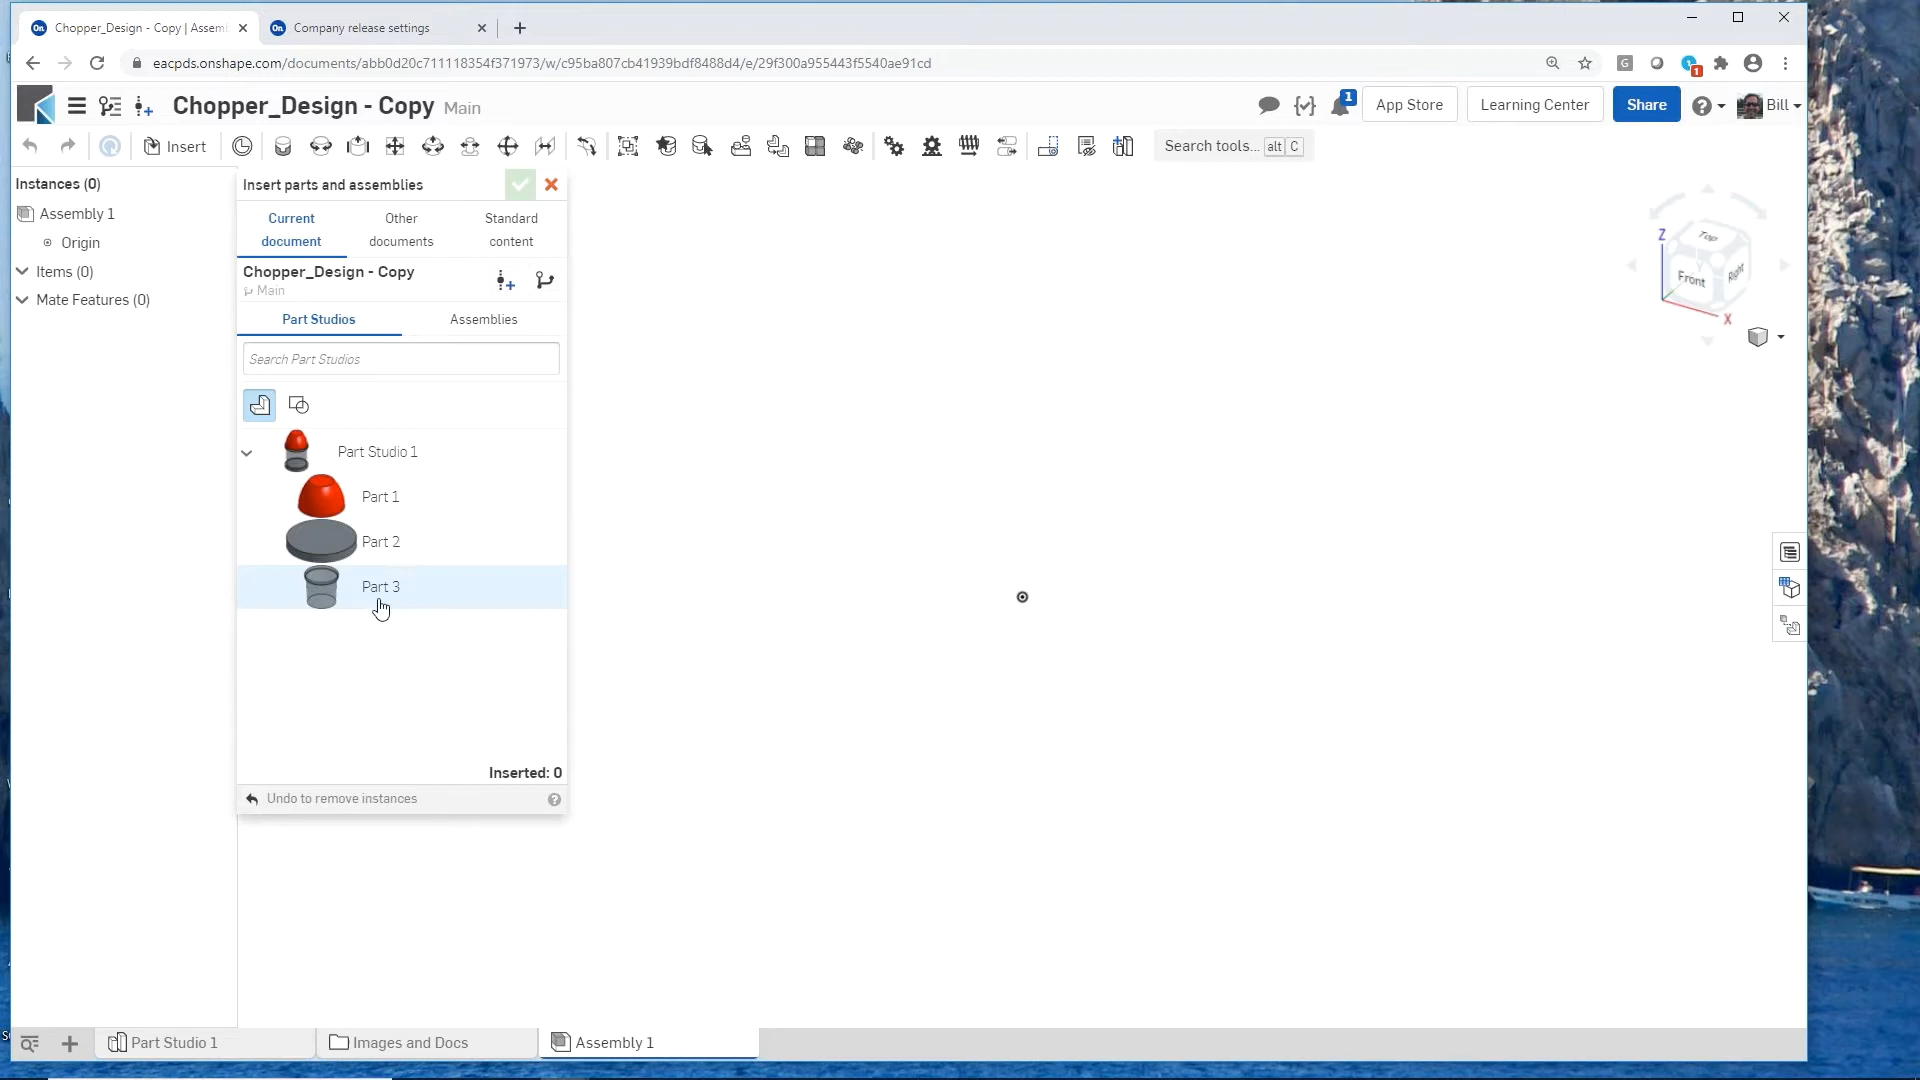 On Chopper_Design - Copy | Assem
On Company release settings
eacpds.onshape.com/documents/abb0d20c711118354f371973/w/c95ba807cb41939bdf8488d4/e/29f300a955443f5540ae91cd
G
1
Chopper_Design - Copy Main
1
App Store
Learning Center
Share
Bill
Insert
Search tools... alt C
Instances (0)
Assembly 1
Origin
Items (0)
Mate Features (0)
Insert parts and assemblies
Current document
Other documents
Standard content
Chopper_Design - Copy
Main
Part Studios
Assemblies
Search Part Studios
Part Studio 1
Part 1
Part 2
Part 3
Inserted: 0
Undo to remove instances
Z
Top
Y
Front
Right
X
Part Studio 1
Images and Docs
Assembly 1